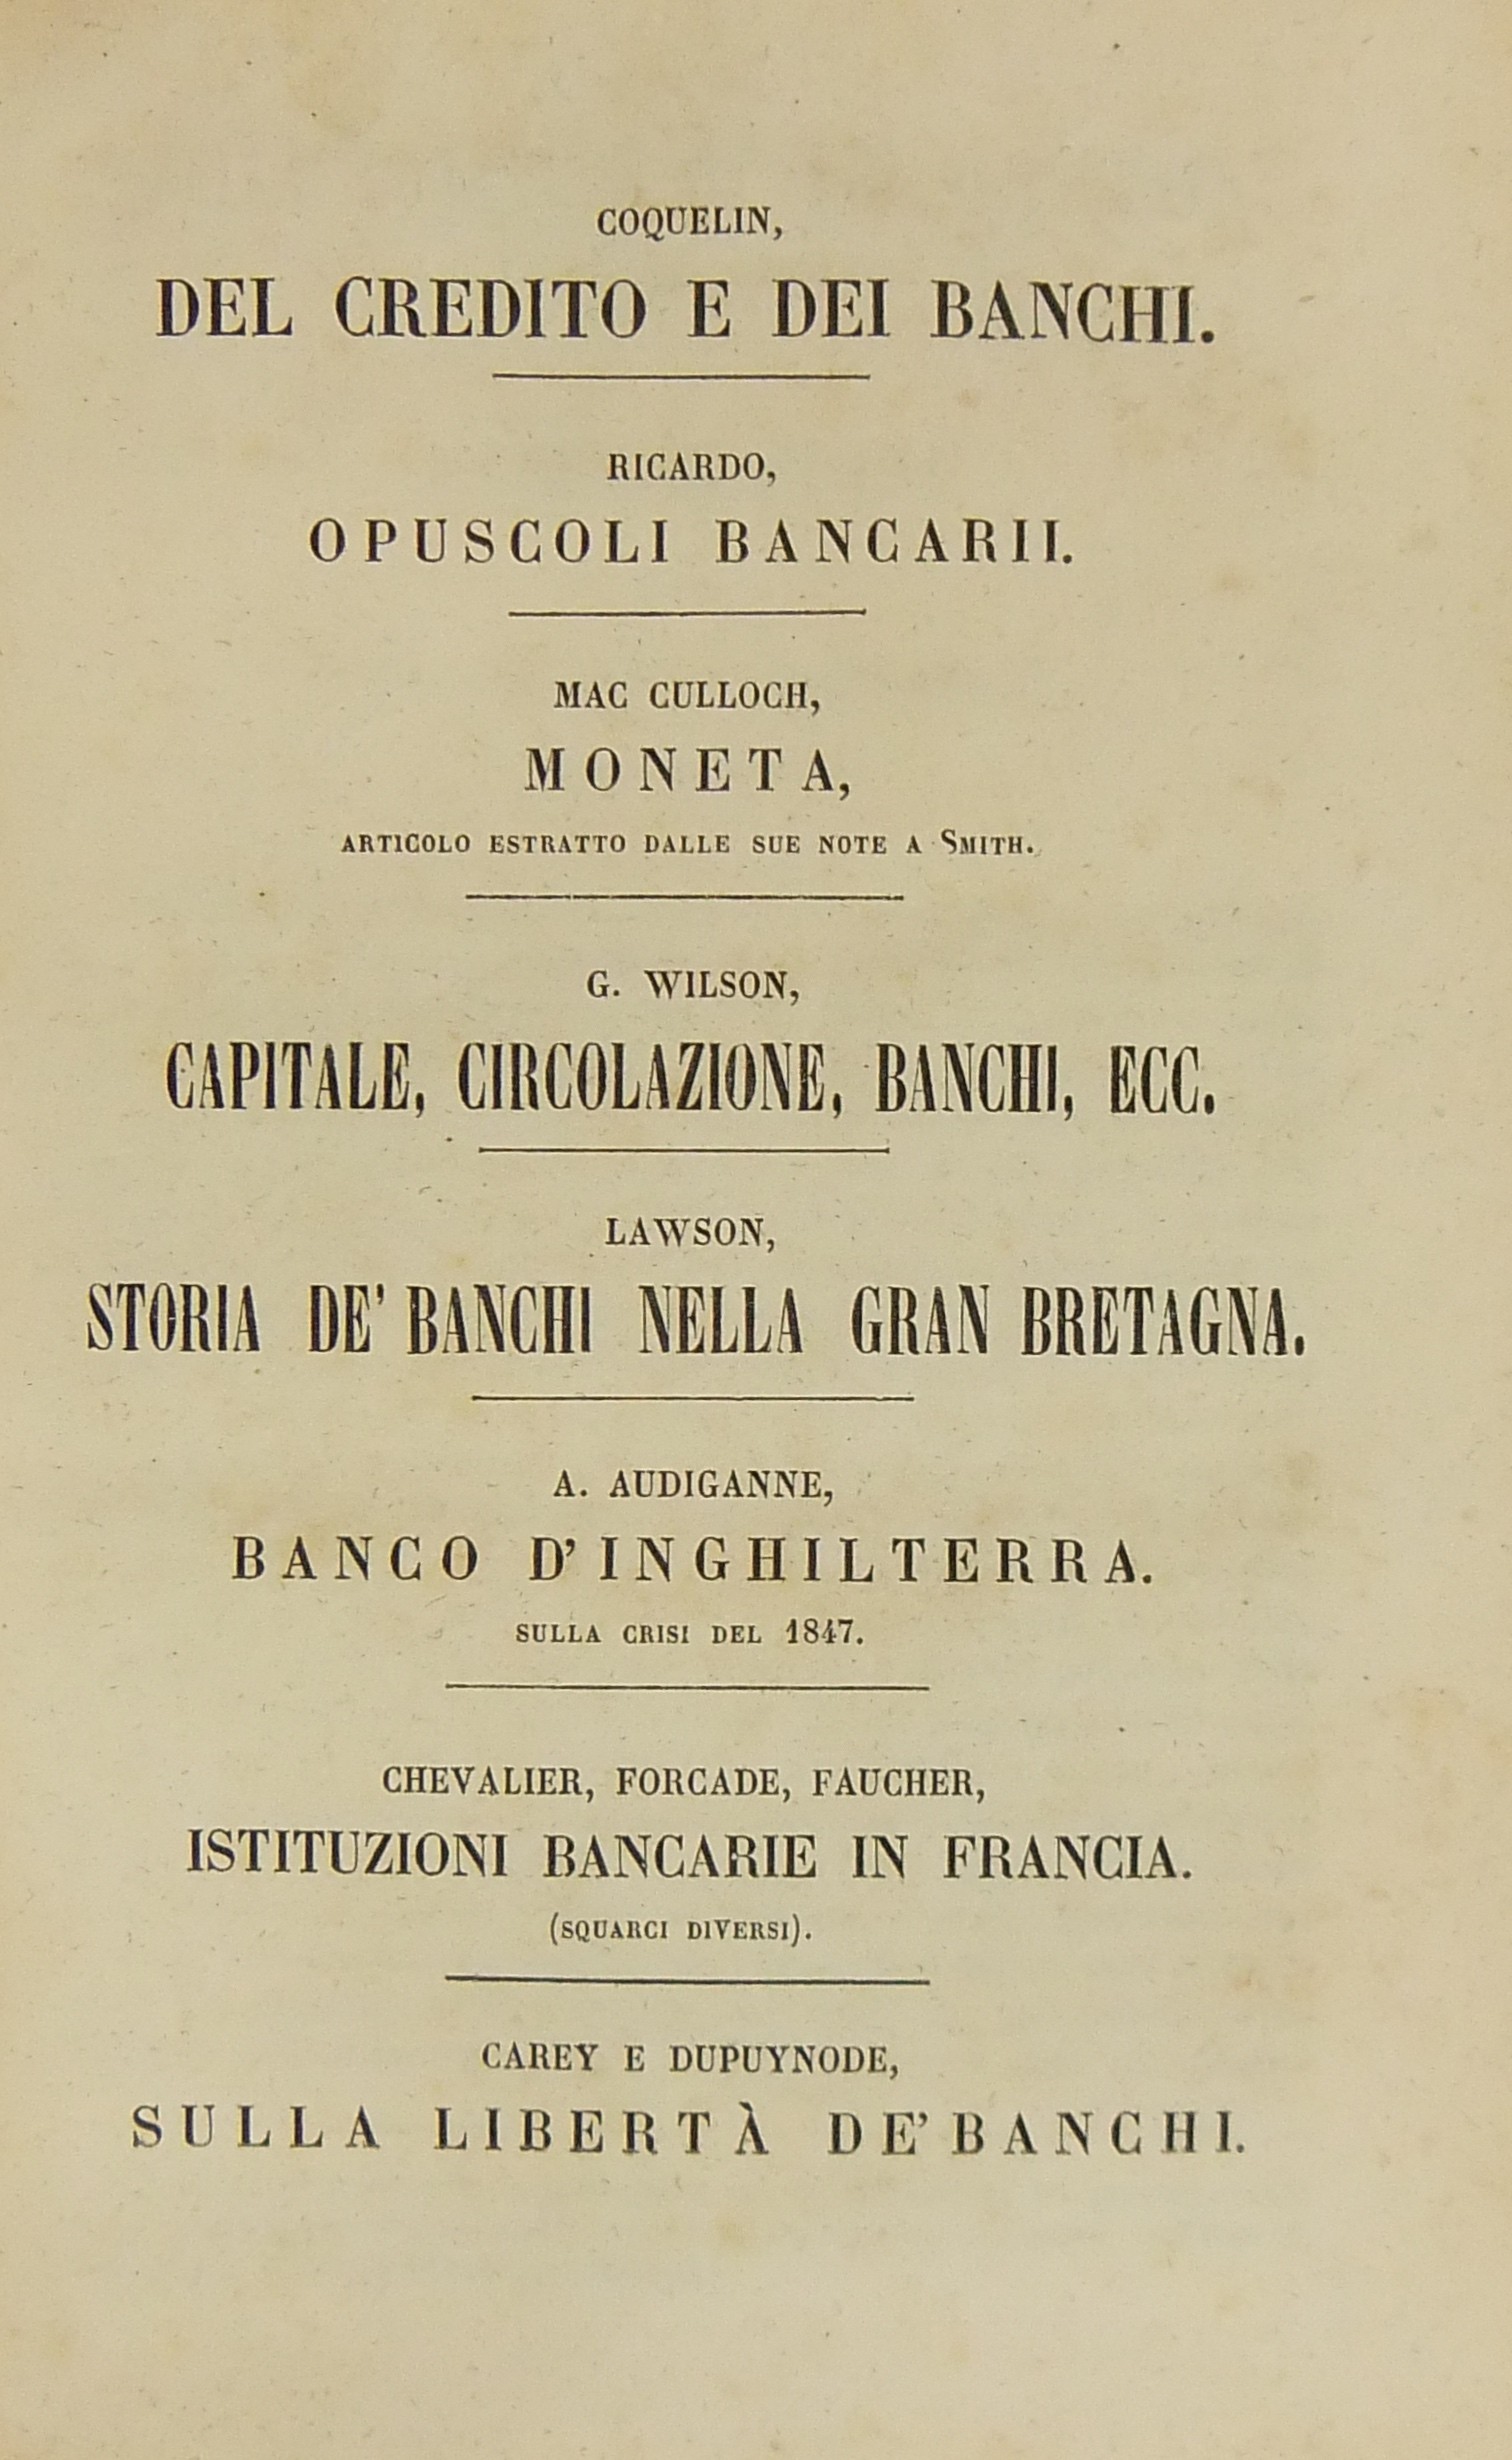 COQUELIN,
DEL CREDITO E DEI BANCHI.
RICARDO,
OPUSCOLI BANCARII.
MAC CULLOCH,
MONETA,
ARTICOLO ESTRATTO DALLE SUE NOTE A SMITH.
G. WILSON,
CAPITALE, CIRCOLAZIONE, BANCHI, ECC.
LAWSON,
STORIA DE' BANCHI NELLA GRAN BRETAGNA.
A. AUDIGANNE,
BANCO D'INGHILTERRA.
SULLA CRISI DEL 1847.
CHEVALIER, FORCADE, FAUCHER,
ISTITUZIONI BANCARIE IN FRANCIA.
(SQUARCI DIVERSI).
CAREY E DUPUYNODE,
SULLA LIBERTÀ DE' BANCHI.